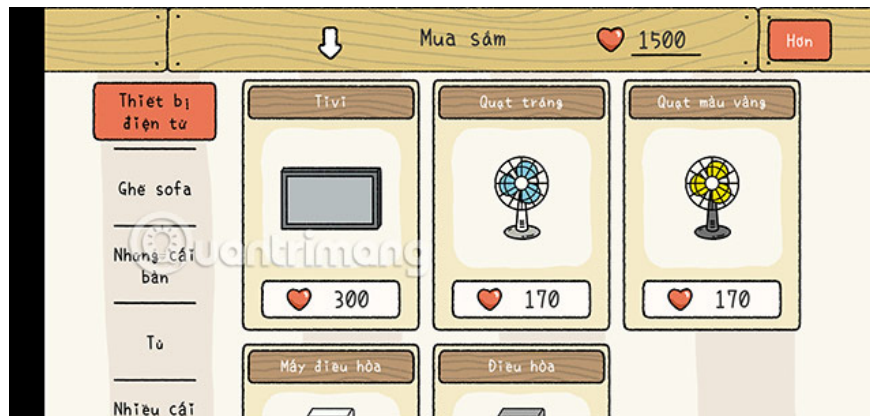 Mua sắm
1500
Hơn
Thiết bị
điện tử
Ghế sofa
Những cái
bàn
Tủ
Nhiều cái
Tivi
300
Quạt trắng
170
Quạt màu vàng
170
Máy điều hòa
Điều hòa
Quantrimang